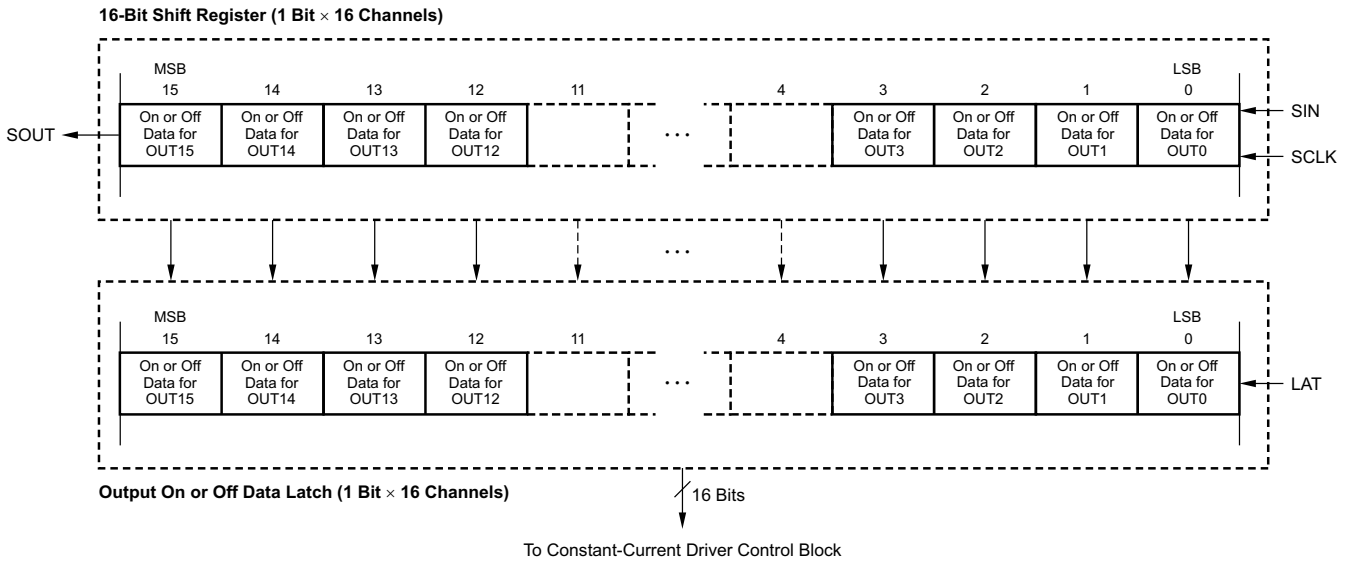 16-Bit Shift Register (1 Bit × 16 Channels)
MSB LSB
15 14 13 12 11 4 3 2 1 0
On or Off On or Off On or Off On or Off On or Off On or Off On or Off On or Off SIN
SOUT Data for Data for Data for Data for ... Data for Data for Data for Data for
OUT15 OUT14 OUT13 OUT12 OUT3 OUT2 OUT1 OUT0 SCLK
...
MSB LSB
15 14 13 12 11 4 3 2 1 0
On or Off On or Off On or Off On or Off On or Off On or Off On or Off On or Off
Data for Data for Data for Data for ... Data for Data for Data for Data for LAT
OUT15 OUT14 OUT13 OUT12 OUT3 OUT2 OUT1 OUT0
Output On or Off Data Latch (1 Bit × 16 Channels) 16 Bits
To Constant-Current Driver Control Block